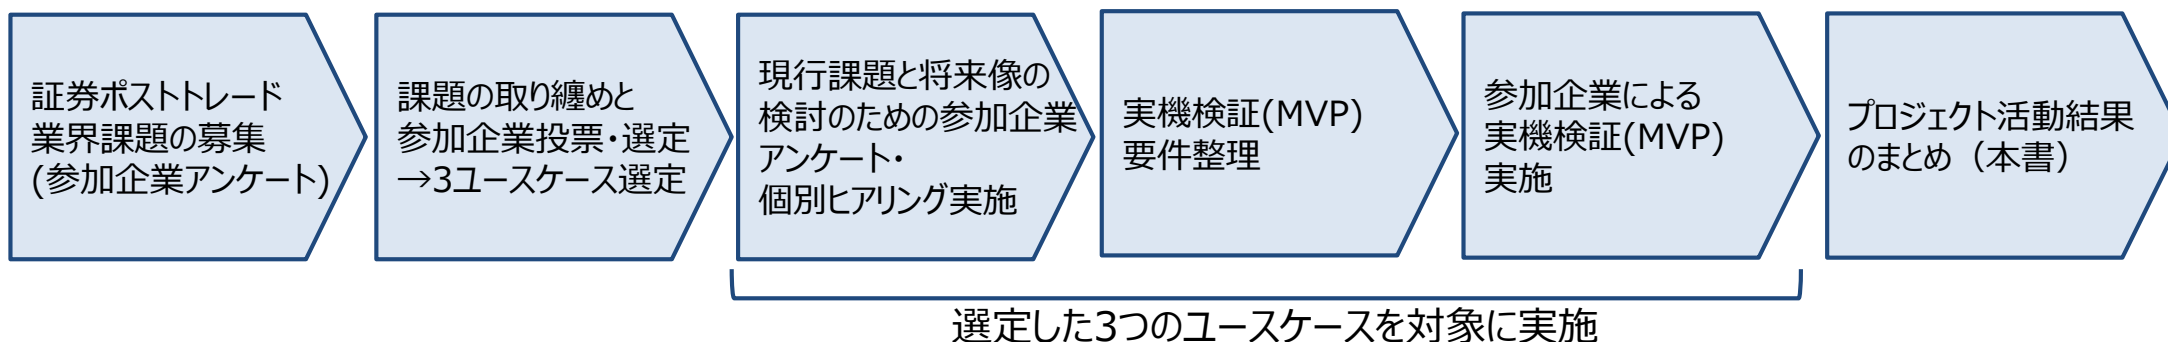 証券ポストトレード
業界課題の募集
(参加企業アンケート)
課題の取り纏めと
参加企業投票・選定
→3ユースケース選定
現行課題と将来像の
検討のための参加企業
アンケート・
個別ヒアリング実施
実機検証(MVP)
要件整理
参加企業による
実機検証(MVP)
実施
プロジェクト活動結果
のまとめ（本書）
選定した3つのユースケースを対象に実施